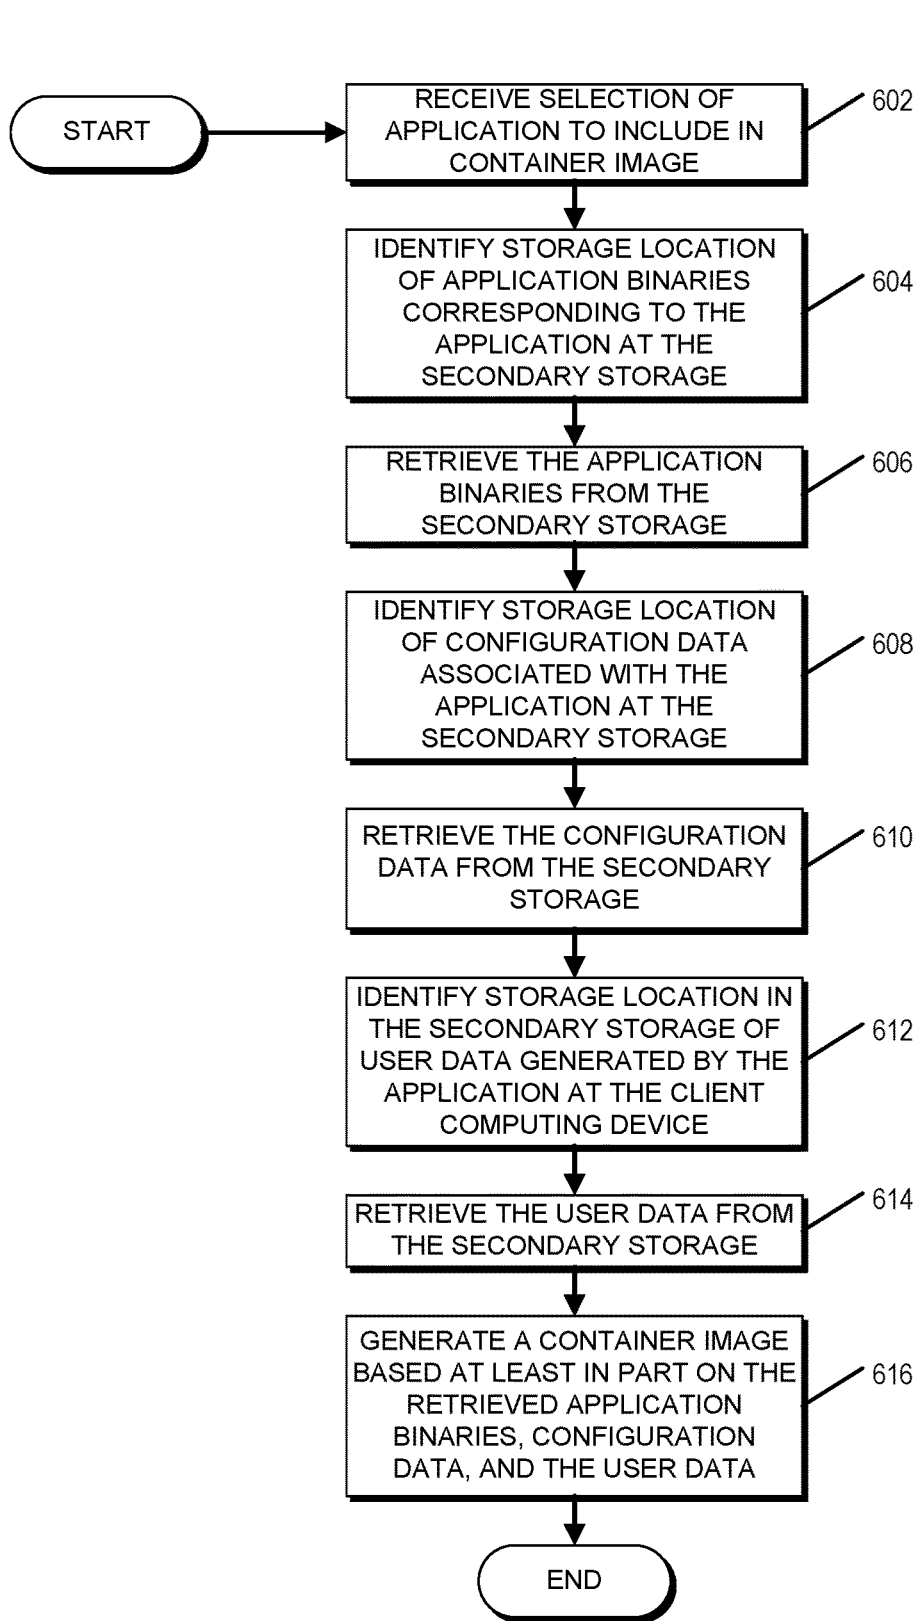 START
RECEIVE SELECTION OF
APPLICATION TO INCLUDE IN
CONTAINER IMAGE
602
IDENTIFY STORAGE LOCATION
OF APPLICATION BINARIES
CORRESPONDING TO THE
APPLICATION AT THE
SECONDARY STORAGE
604
RETRIEVE THE APPLICATION
BINARIES FROM THE
SECONDARY STORAGE
606
IDENTIFY STORAGE LOCATION
OF CONFIGURATION DATA
ASSOCIATED WITH THE
APPLICATION AT THE
SECONDARY STORAGE
608
RETRIEVE THE CONFIGURATION
DATA FROM THE SECONDARY
STORAGE
610
IDENTIFY STORAGE LOCATION IN
THE SECONDARY STORAGE OF
USER DATA GENERATED BY THE
APPLICATION AT THE CLIENT
COMPUTING DEVICE
612
RETRIEVE THE USER DATA FROM
THE SECONDARY STORAGE
614
GENERATE A CONTAINER IMAGE
BASED AT LEAST IN PART ON THE
RETRIEVED APPLICATION
BINARIES, CONFIGURATION
DATA, AND THE USER DATA
616
END